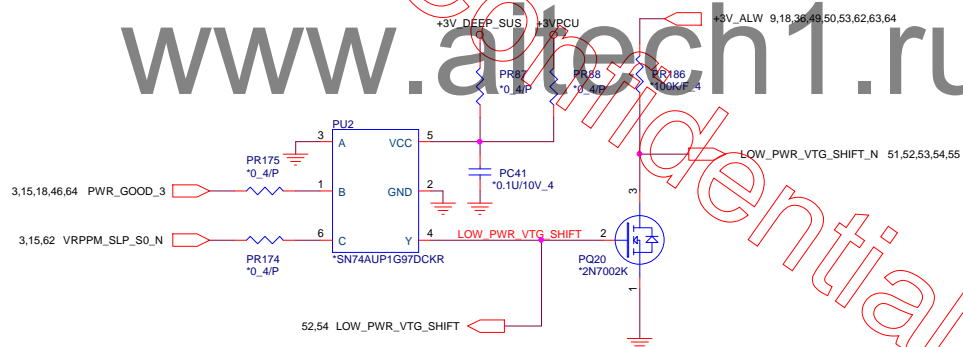 www.aitech1.ru
+3V_DEEP_SUS
+3VPCU
+3V_ALW 9,18,36,49,50,53,62,63,64
PR87
*0_4/P
PR88
*0_4/P
PR186
*100K/F_4
PU2
3 A VCC 5
PR175
*0_4/P
PC41
*0.1U/10V_4
LOW_PWR_VTG_SHIFT_N 51,52,53,54,55
3,15,18,46,64 PWR_GOOD_3
1 B GND 2
3
3,15,62 VRPPM_SLP_S0_N
6 C Y 4
LOW_PWR_VTG_SHIFT
2
PR174
*0_4/P
*SN74AUP1G97DCKR
PQ20
*2N7002K
1
52,54 LOW_PWR_VTG_SHIFT
Confidential